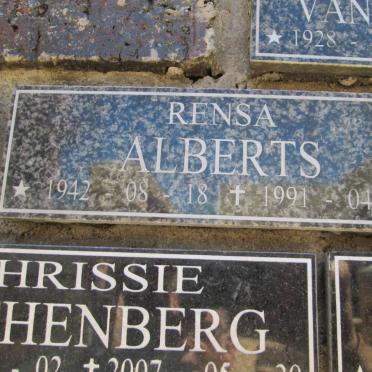 VAN
★ 1928 -
RENSA
ALBERTS
★ 1942 - 08 - 18 ✝ 1991 - 04
HRISSIE
HENBERG
- 02 ✝ 2007 - 05 - 20